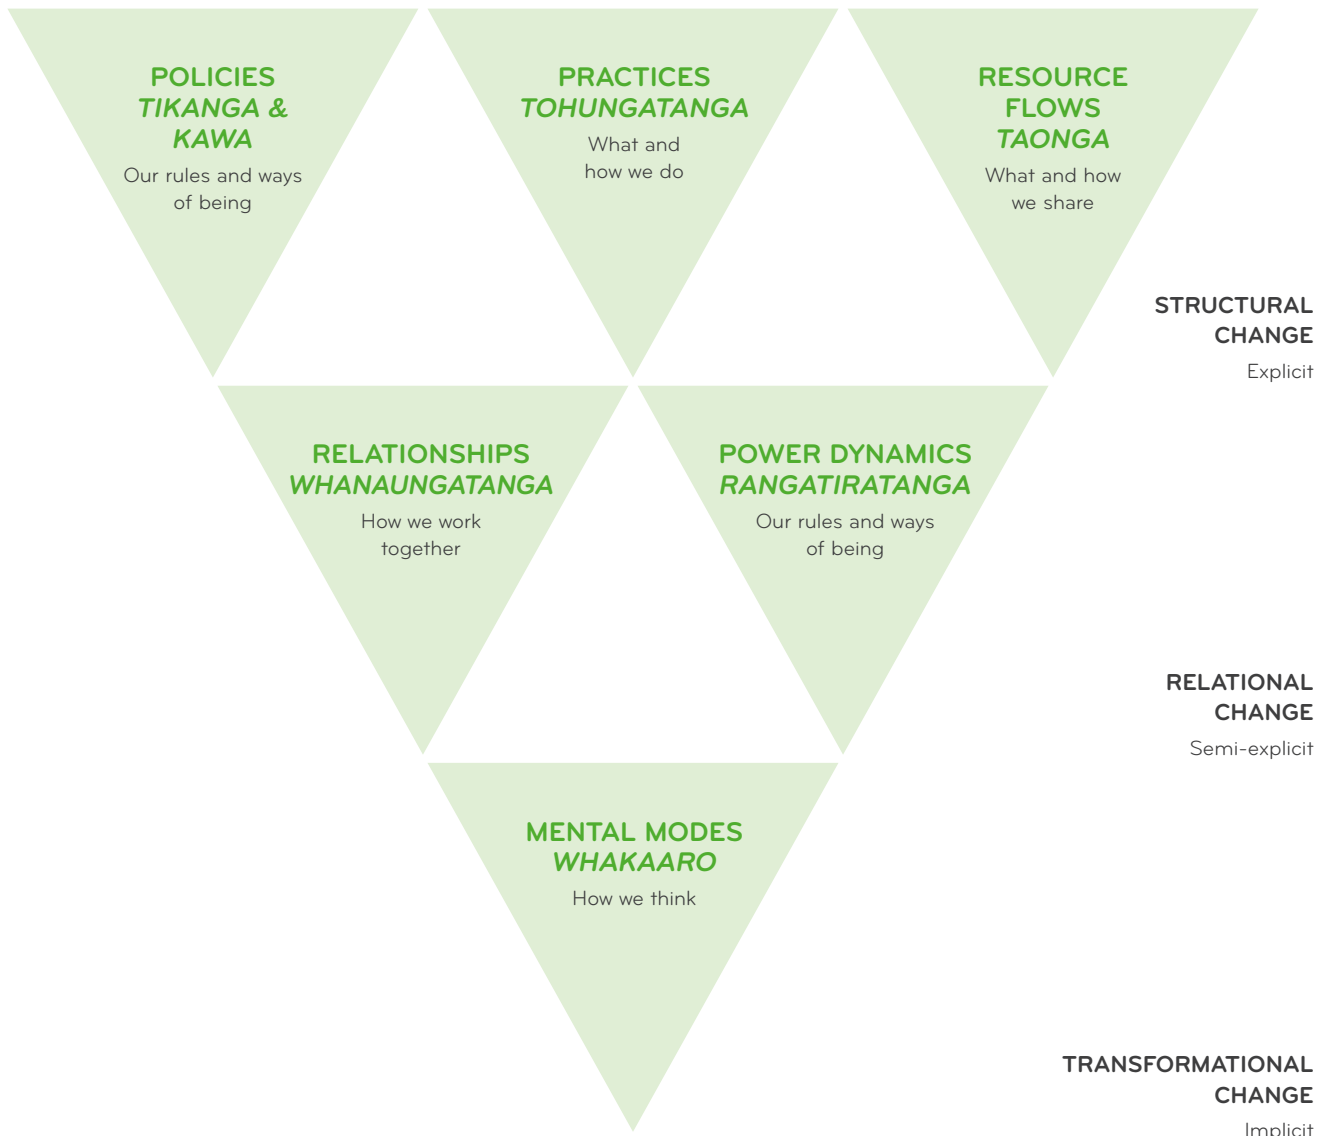 POLICIES
TIKANGA &
KAWA
Our rules and ways
of being
PRACTICES
TOHUNGATANGA
What and
how we do
RESOURCE
FLOWS
TAONGA
What and how
we share
STRUCTURAL
CHANGE
Explicit
RELATIONSHIPS
WHANAUNGATANGA
How we work
together
POWER DYNAMICS
RANGATIRATANGA
Our rules and ways
of being
RELATIONAL
CHANGE
Semi-explicit
MENTAL MODES
WHAKAARO
How we think
TRANSFORMATIONAL
CHANGE
Implicit